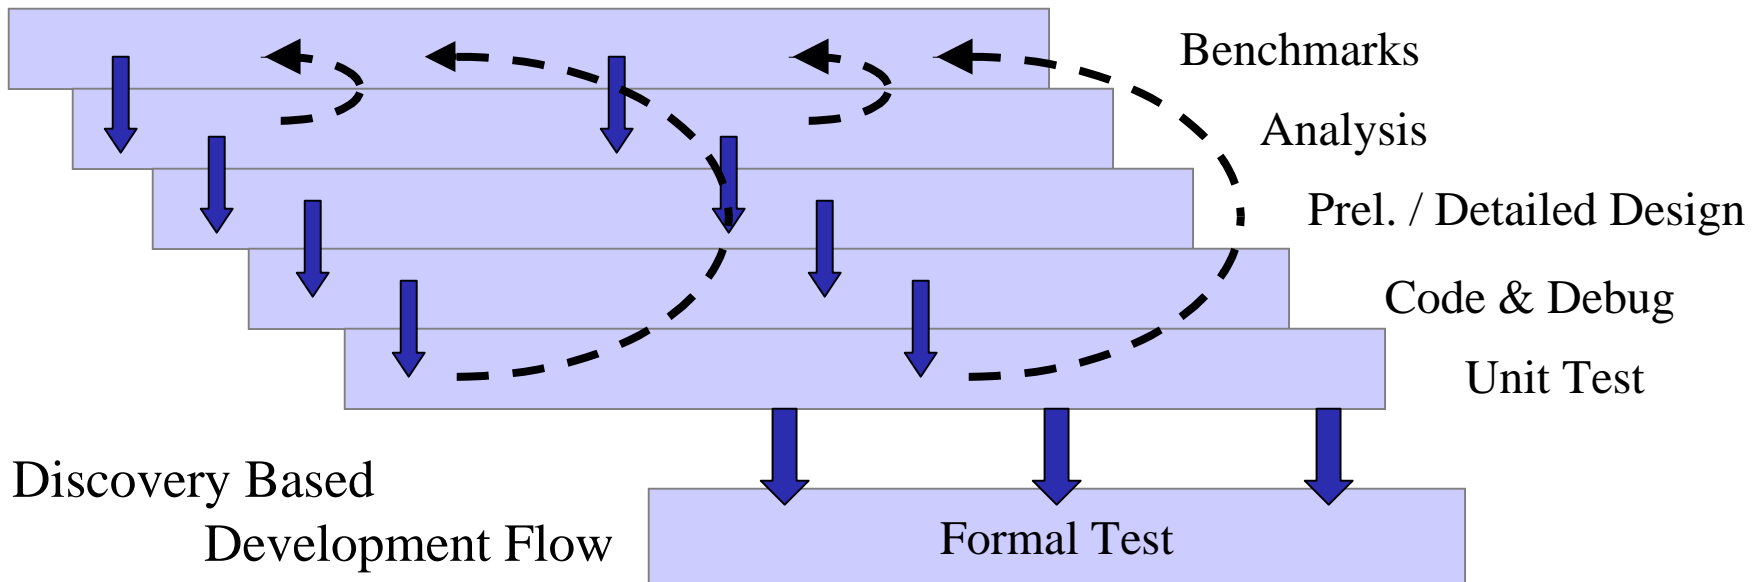 Benchmarks
Analysis
Prel. / Detailed Design
Code & Debug
Unit Test
Discovery Based
Development Flow
Formal Test